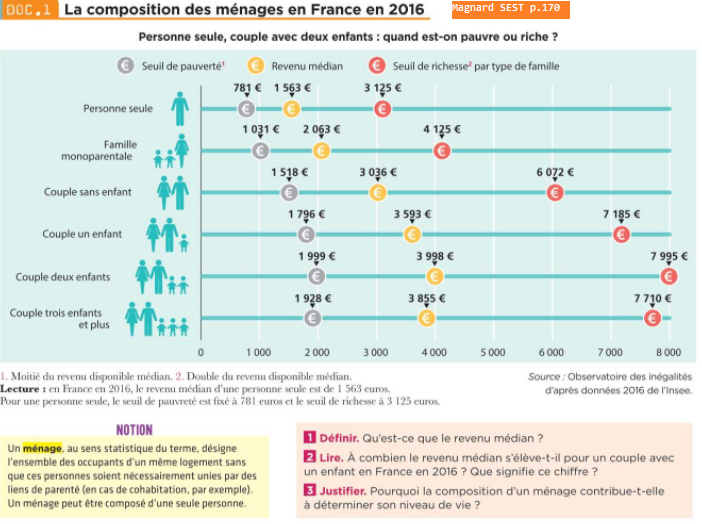 DOC.1 La composition des ménages en France en 2016
Magnard SEST p.170
Personne seule, couple avec deux enfants : quand est-on pauvre ou riche ?
€ Seuil de pauvreté¹ € Revenu médian € Seuil de richesse² par type de famille
781 € 1 563 € 3 125 €
Personne seule € € €
1 031 € 2 063 € 4 125 €
Famille
monoparentale € € €
1 518 € 3 036 € 6 072 €
Couple sans enfant € € €
1 796 € 3 593 € 7 185 €
Couple un enfant € € €
1 999 € 3 998 € 7 995 €
Couple deux enfants € € €
1 928 € 3 855 € 7 710 €
Couple trois enfants
et plus € € €
0 1 000 2 000 3 000 4 000 5 000 6 000 7 000 8 000
1. Moitié du revenu disponible médian. 2. Double du revenu disponible médian.
Lecture : en France en 2016, le revenu médian d'une personne seule est de 1 563 euros.
Pour une personne seule, le seuil de pauvreté est fixé à 781 euros et le seuil de richesse à 3 125 euros.
Source : Observatoire des inégalités
d'après données 2016 de l'Insee.
NOTION
Un ménage, au sens statistique du terme, désigne
l'ensemble des occupants d'un même logement sans
que ces personnes soient nécessairement unies par des
liens de parenté (en cas de cohabitation, par exemple).
Un ménage peut être composé d'une seule personne.
1 Définir. Qu'est-ce que le revenu médian ?
2 Lire. À combien le revenu médian s'élève-t-il pour un couple avec
un enfant en France en 2016 ? Que signifie ce chiffre ?
3 Justifier. Pourquoi la composition d'un ménage contribue-t-elle
à déterminer son niveau de vie ?